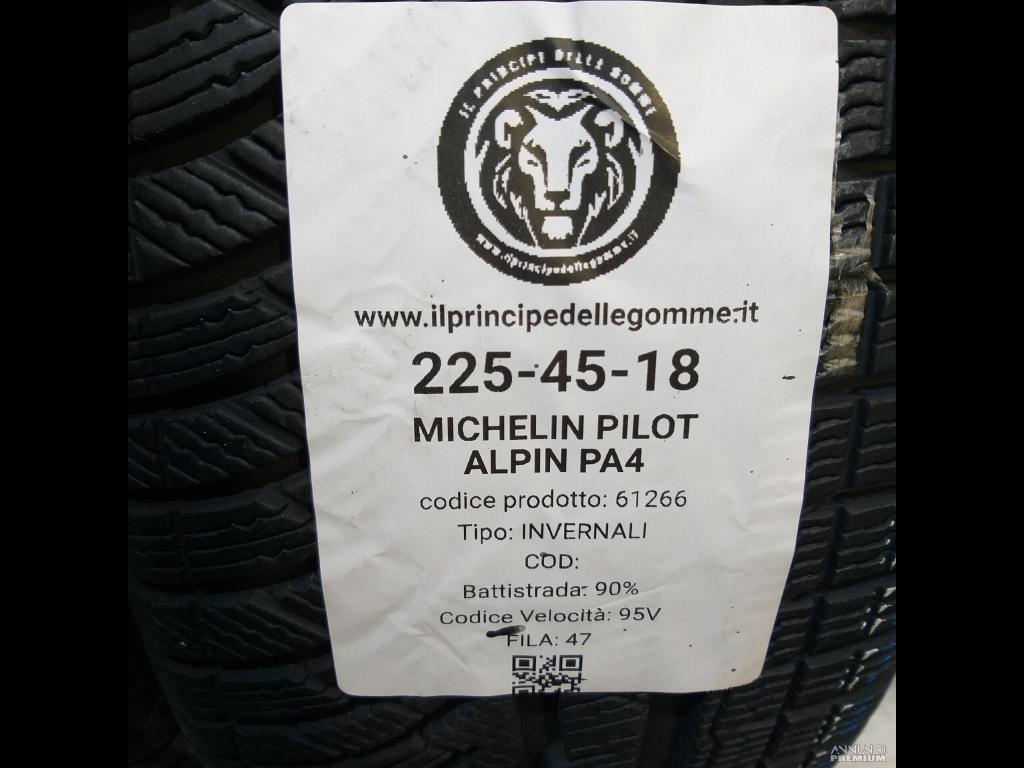 IL PRINCIPE DELLE GOMME
www.ilprincipedellegomme.it
www.ilprincipedellegomme.it
225-45-18
MICHELIN PILOT
ALPIN PA4
codice prodotto: 61266
Tipo: INVERNALI
COD:
Battistrada: 90%
Codice Velocità: 95V
FILA: 47
ANNUNCI
PREMIUM